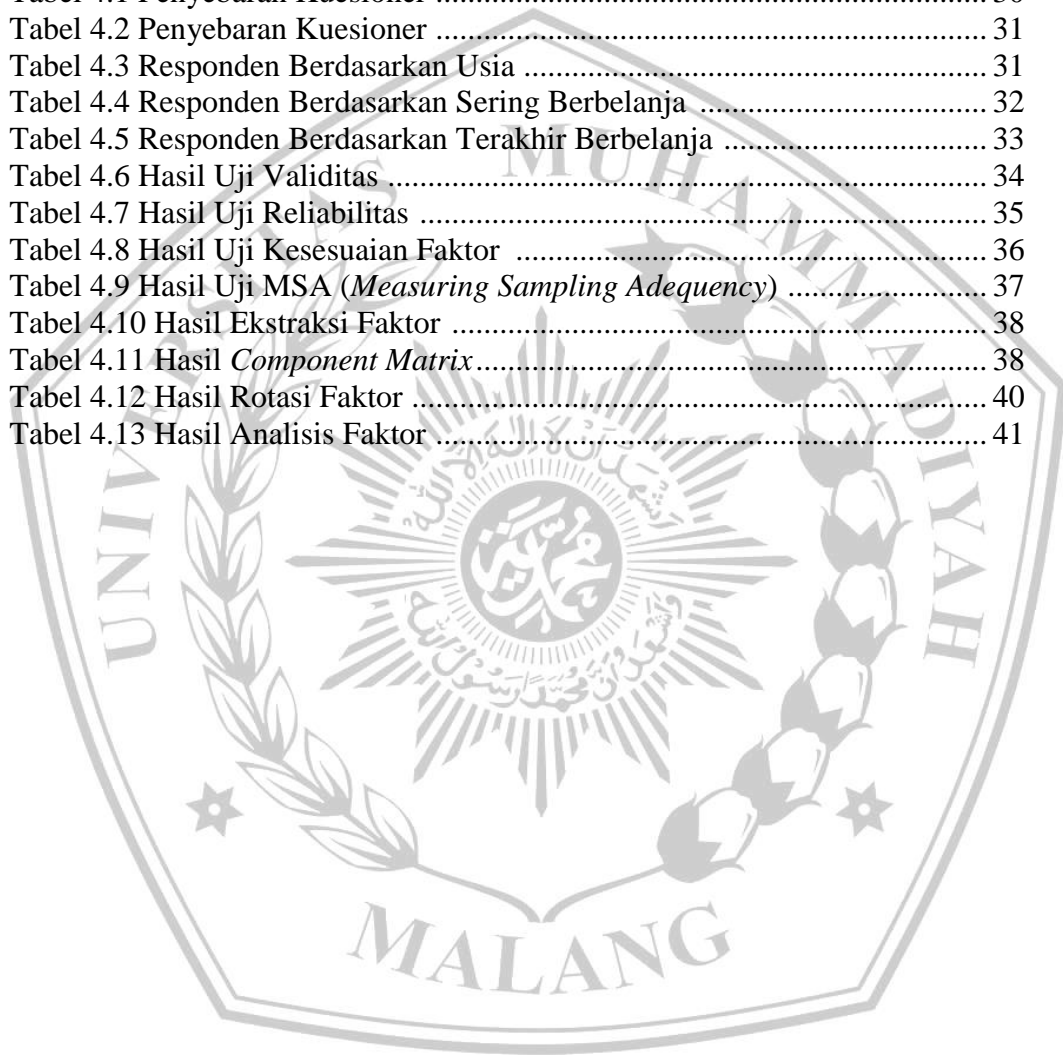 Tabel 4.2 Penyebaran Kuesioner ........................................................................ 31
Tabel 4.3 Responden Berdasarkan Usia ............................................................ 31
Tabel 4.4 Responden Berdasarkan Sering Berbelanja ...................................... 32
Tabel 4.5 Responden Berdasarkan Terakhir Berbelanja ................................... 33
Tabel 4.6 Hasil Uji Validitas .............................................................................. 34
Tabel 4.7 Hasil Uji Reliabilitas .......................................................................... 35
Tabel 4.8 Hasil Uji Kesesuaian Faktor .............................................................. 36
Tabel 4.9 Hasil Uji MSA (Measuring Sampling Adequency) .......................... 37
Tabel 4.10 Hasil Ekstraksi Faktor ...................................................................... 38
Tabel 4.11 Hasil Component Matrix ................................................................... 38
Tabel 4.12 Hasil Rotasi Faktor ........................................................................... 40
Tabel 4.13 Hasil Analisis Faktor ........................................................................ 41
MUHAMMADIYAH
MALANG